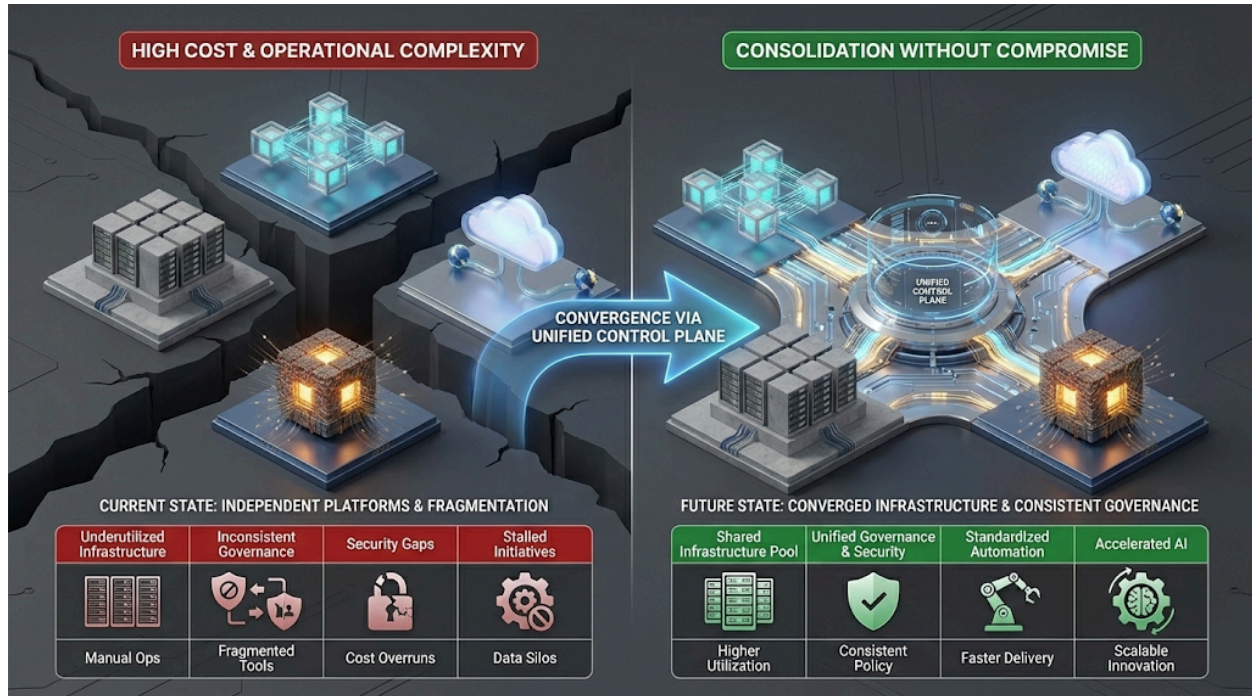 HIGH COST & OPERATIONAL COMPLEXITY
CONVERGENCE VIA
UNIFIED CONTROL PLANE
CURRENT STATE: INDEPENDENT PLATFORMS & FRAGMENTATION
Underutilized
Infrastructure
Inconsistent
Governance
Security Gaps
Stalled
Initiatives
Manual Ops
Fragmented
Tools
Cost Overruns
Data Silos
CONSOLIDATION WITHOUT COMPROMISE
UNIFIED
CONTROL
PLANE
FUTURE STATE: CONVERGED INFRASTRUCTURE & CONSISTENT GOVERNANCE
Shared
Infrastructure Pool
Unified Governance
& Security
Standardized
Automation
Accelerated AI
Higher
Utilization
Consistent
Policy
Faster Delivery
Scalable
Innovation